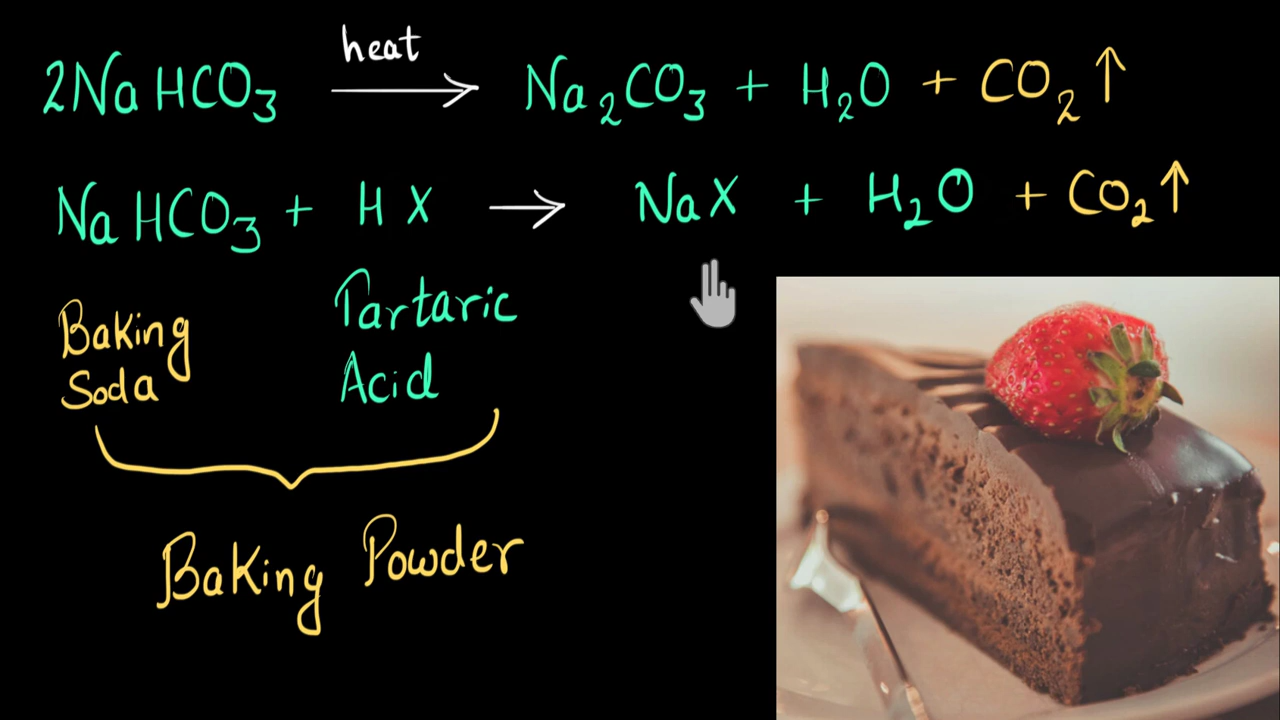 heat
2NaHCO₃ ⟶ Na₂CO₃ + H₂O + CO₂↑
NaHCO₃ + HX → NaX + H₂O + CO₂↑
Baking Soda
Tartaric Acid
Baking Powder